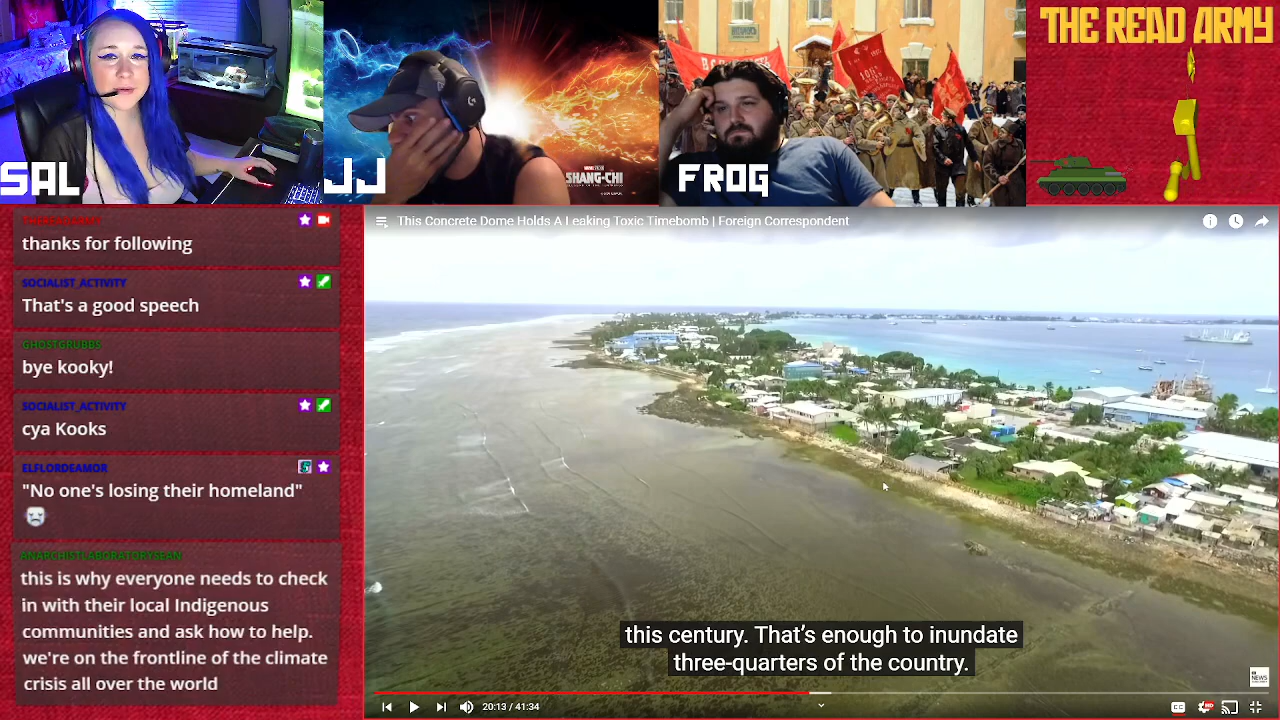 THE READ ARMY
SAL
JJ
SHANG-CHI
FROG
thanks for following
SOCIALIST_ACTIVITY
That's a good speech
GHOSTGRUBBS
bye kooky!
SOCIALIST_ACTIVITY
cya Kooks
ELFLORDEAMOR
"No one's losing their homeland"
ANARCHISTLABORATORYSEAN
this is why everyone needs to check
in with their local Indigenous
communities and ask how to help.
we're on the frontline of the climate
crisis all over the world
This Concrete Dome Holds A Leaking Toxic Timebomb | Foreign Correspondent
this century. That's enough to inundate
three-quarters of the country.
NEWS
20:13 / 41:34
CC
HD